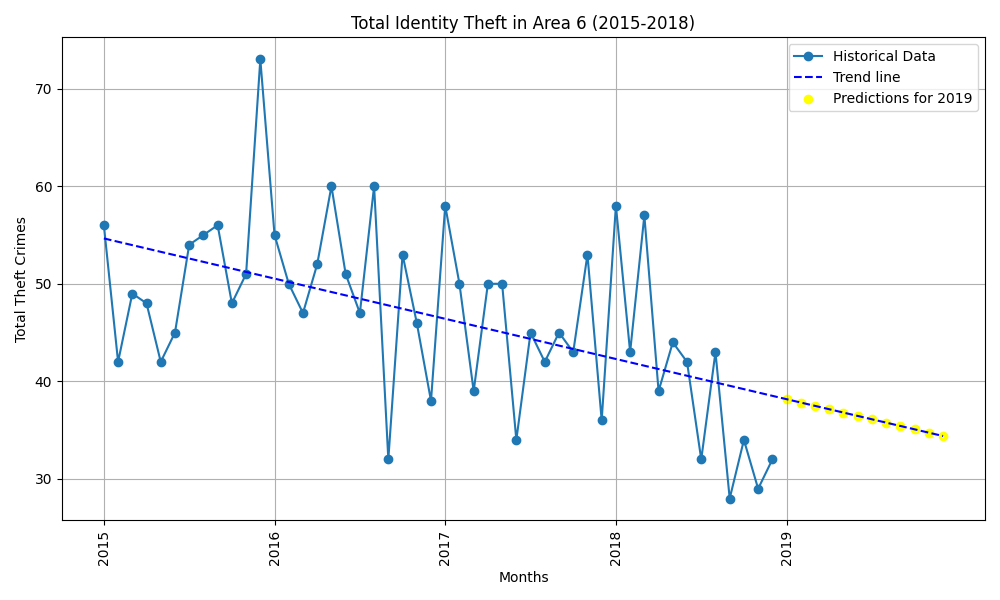 Total Identity Theft in Area 6 (2015-2018)
Historical Data
Trend line
Predictions for 2019
Total Theft Crimes
70
60
50
40
30
2015
2016
2017
2018
2019
Months